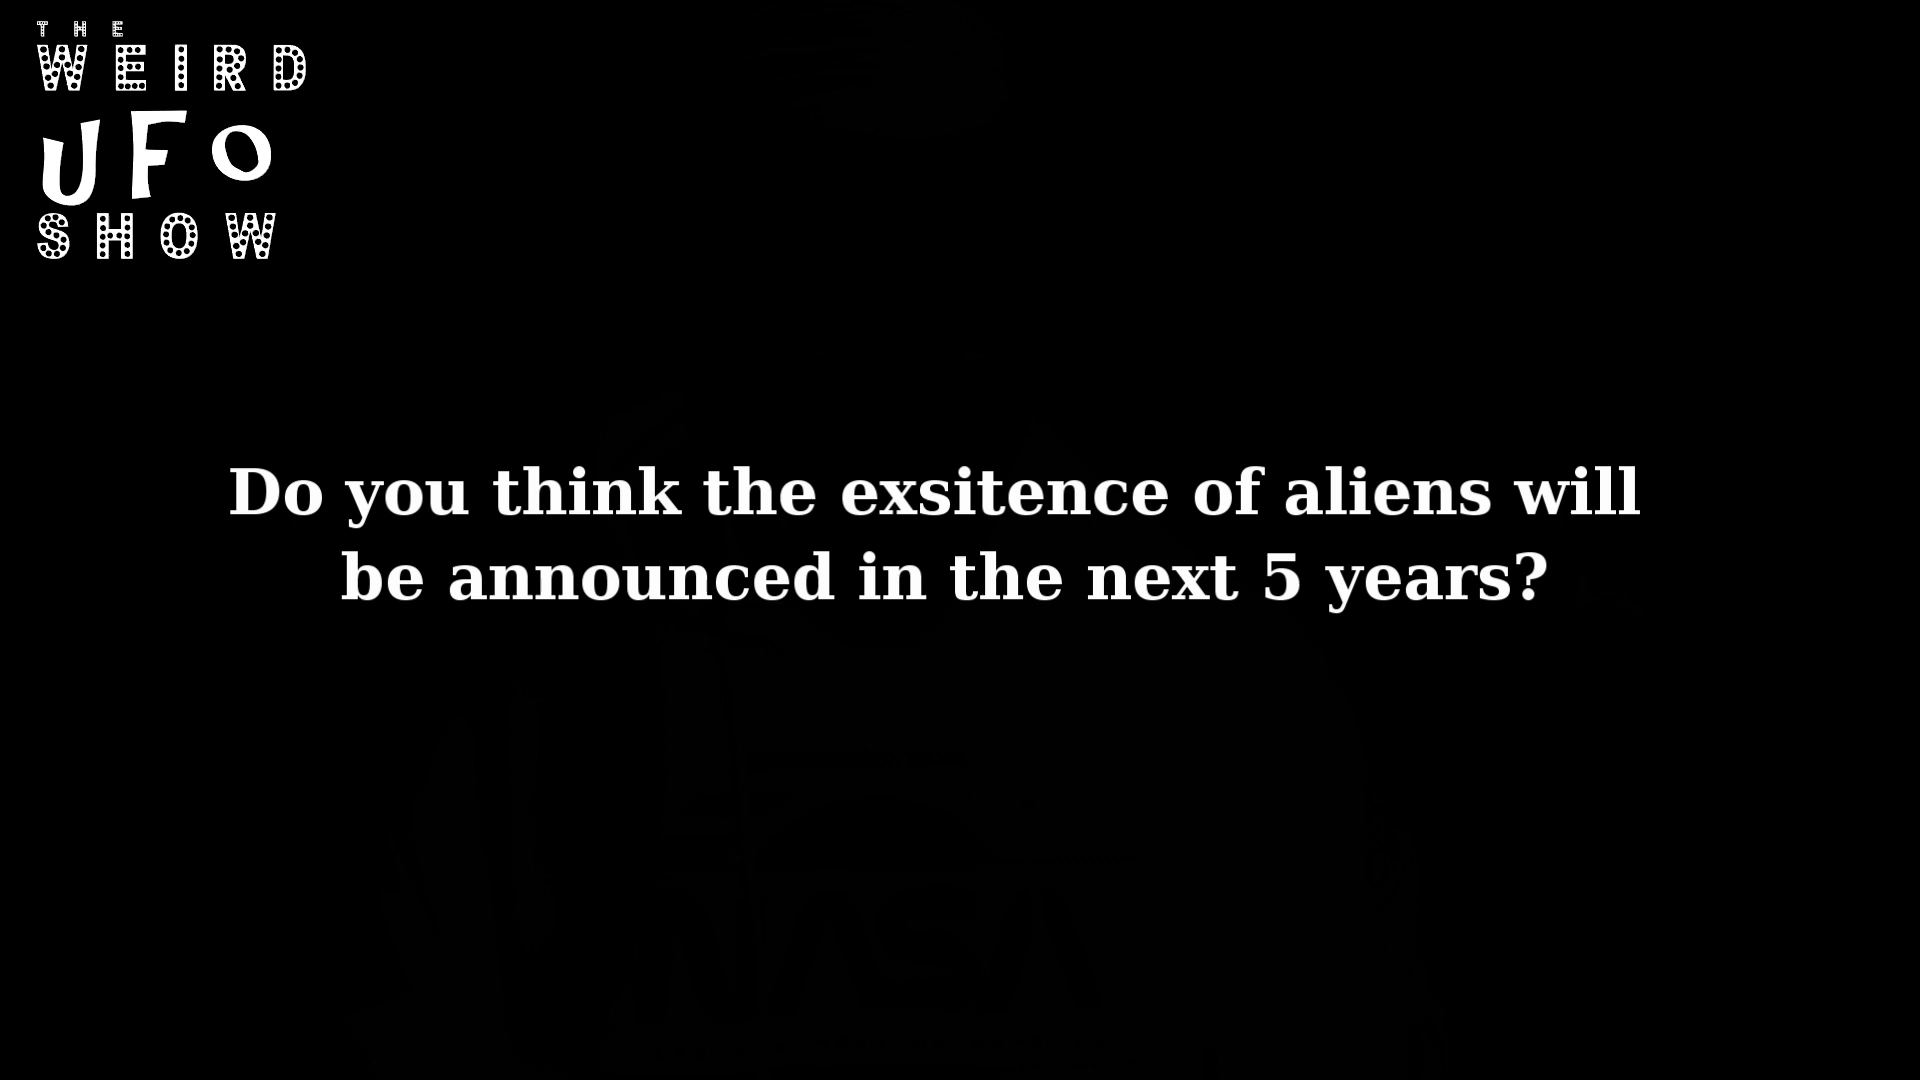 THE
WEIRD
UFO
SHOW
Do you think the exsitence of aliens will
be announced in the next 5 years?